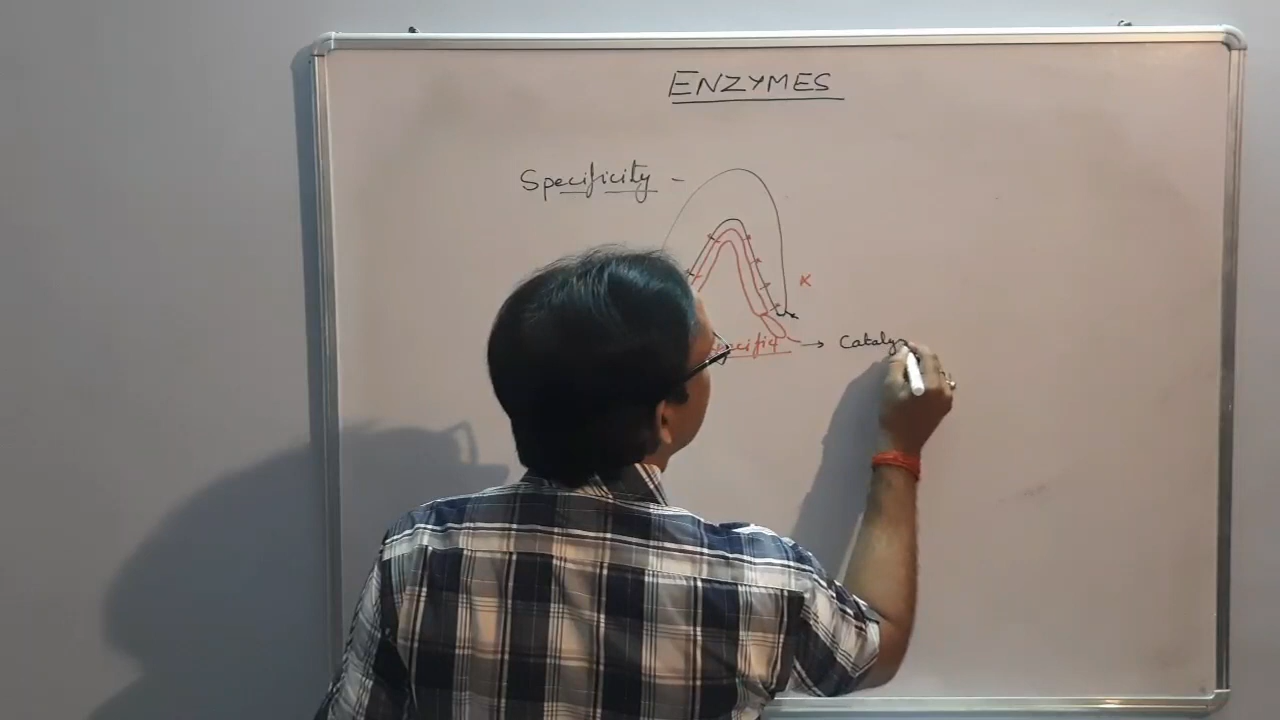 ENZYMES
Specificity -
x
specific → Cataly